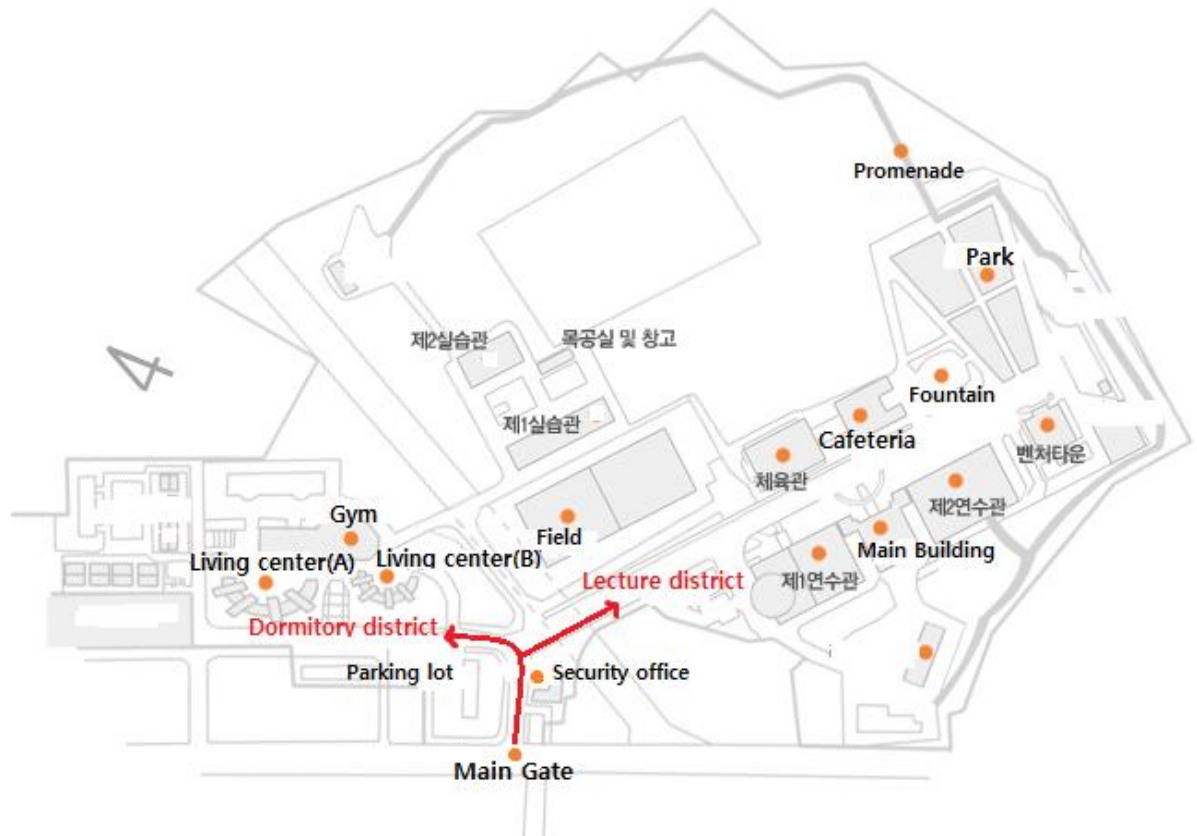 Promenade
Park
제2실습관
목공실 및 창고
Fountain
제1실습관
Cafeteria
벤처타운
체육관
제2연수관
Gym
Field
Main Building
Living center(A)
Living center(B)
제1연수관
Lecture district
Dormitory district
Parking lot
Security office
Main Gate